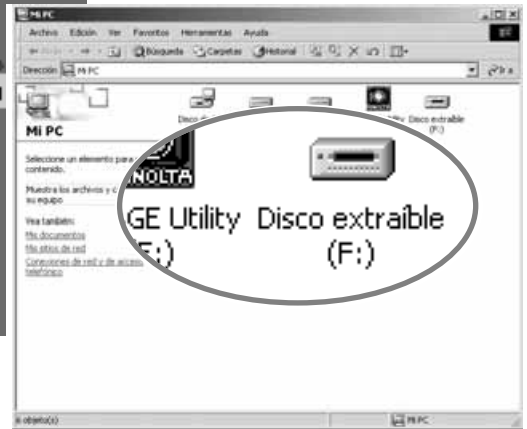 Mi PC
Archivo Edición Ver Favoritos Herramientas Ayuda
Búsqueda Carpetas Historial
Dirección Mi PC
Mi PC
Disco extraíble
(F:)
Seleccione un elemento para
contenido.
Muestra los archivos y
su equipo
Vea también:
Mis documentos
Mis sitios de red
Conexiones de red y de acceso
telefónico
NOLTA
GE Utility Disco extraíble
(F:)
6 objeto(s)
Mi PC